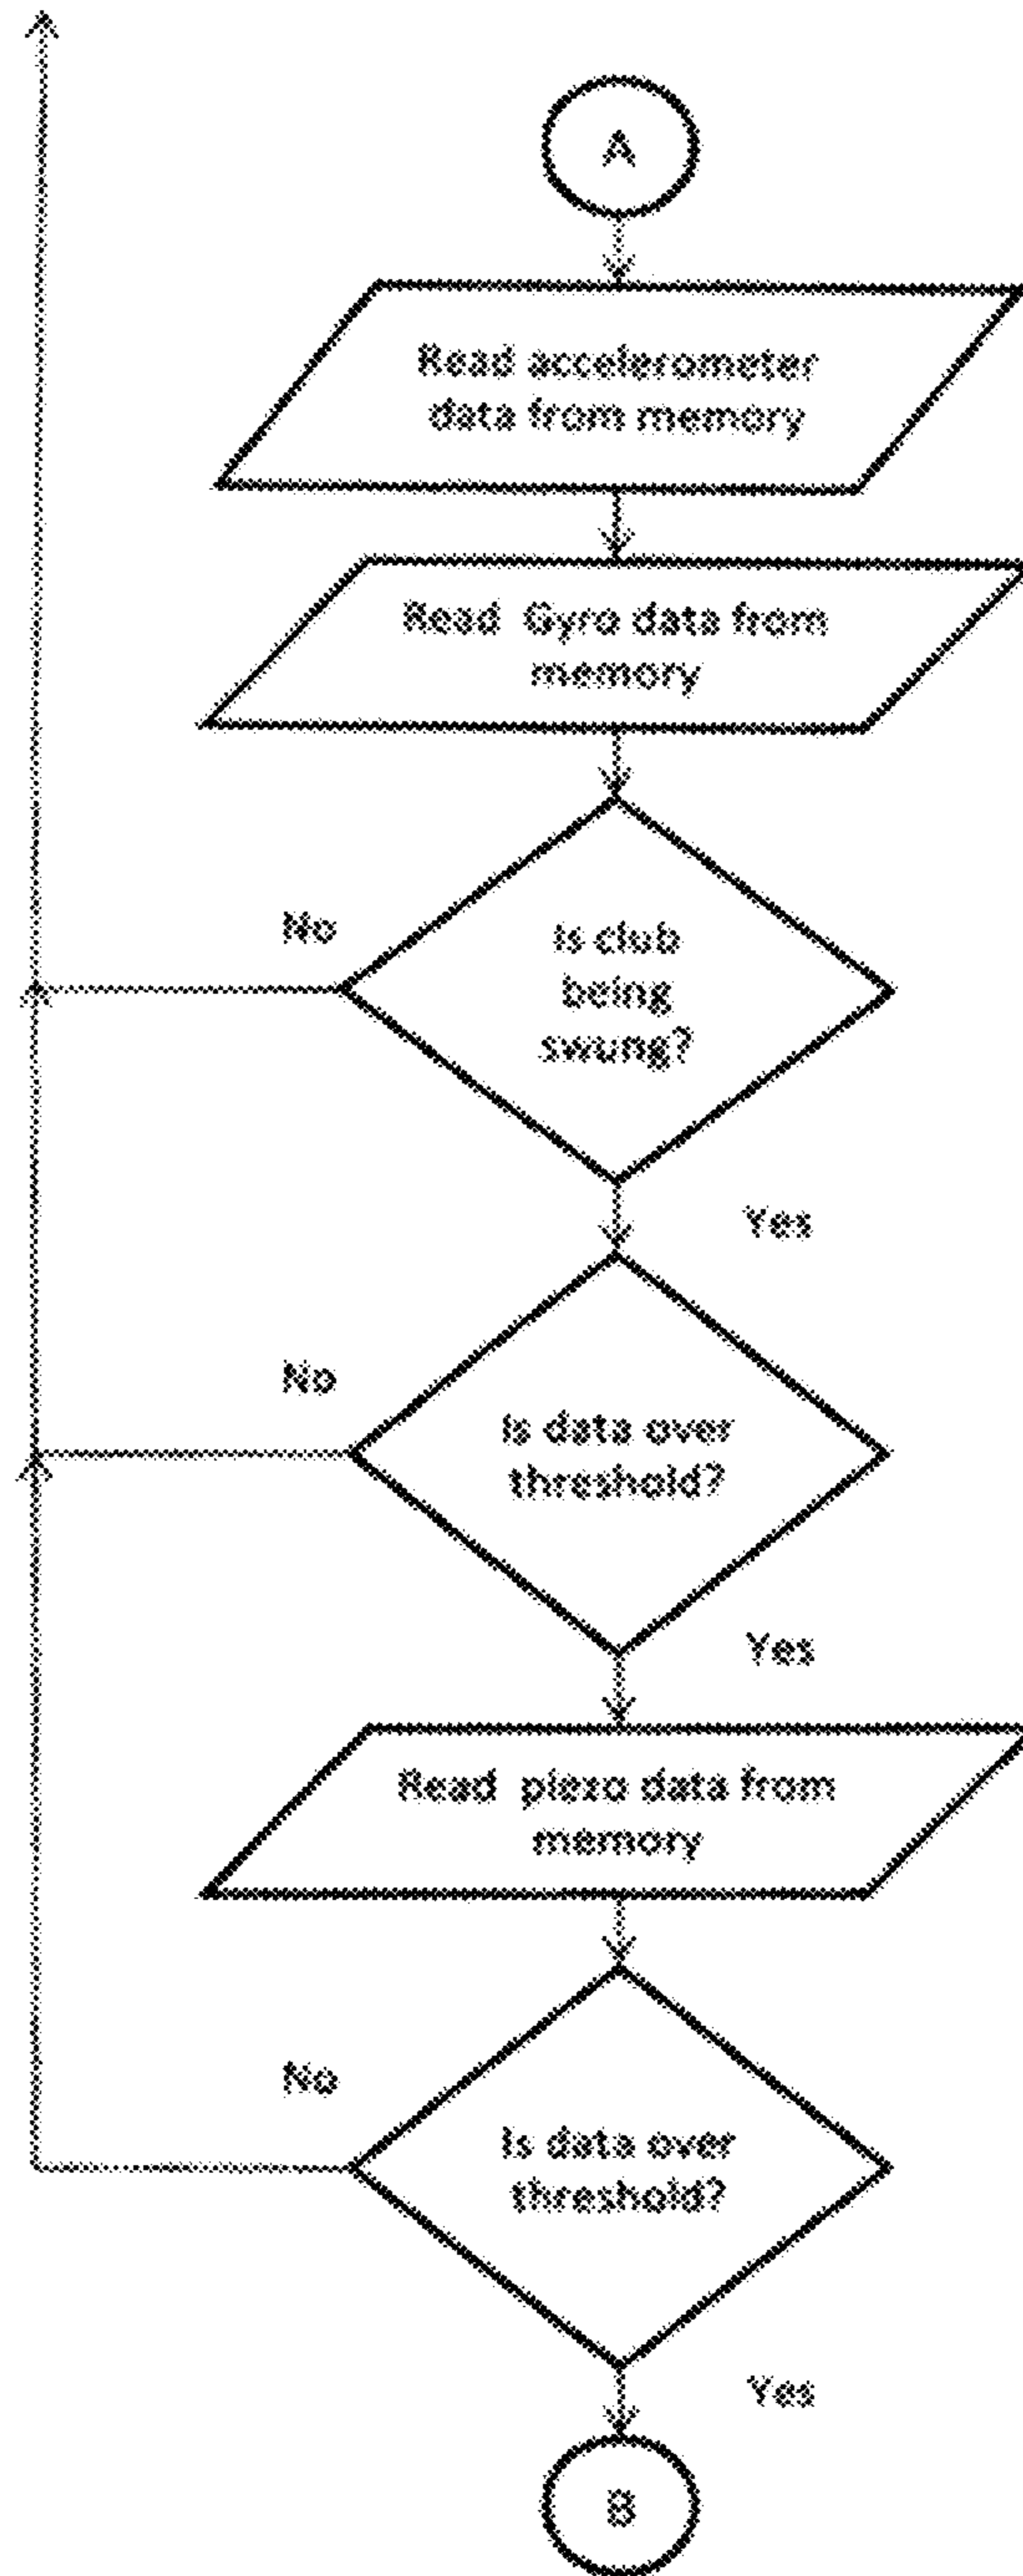 A
Read accelerometer
data from memory
Read Gyro data from
memory
No
Is club
being
swung?
Yes
No
Is data over
threshold?
Yes
Read piezo data from
memory
No
Is data over
threshold?
Yes
B